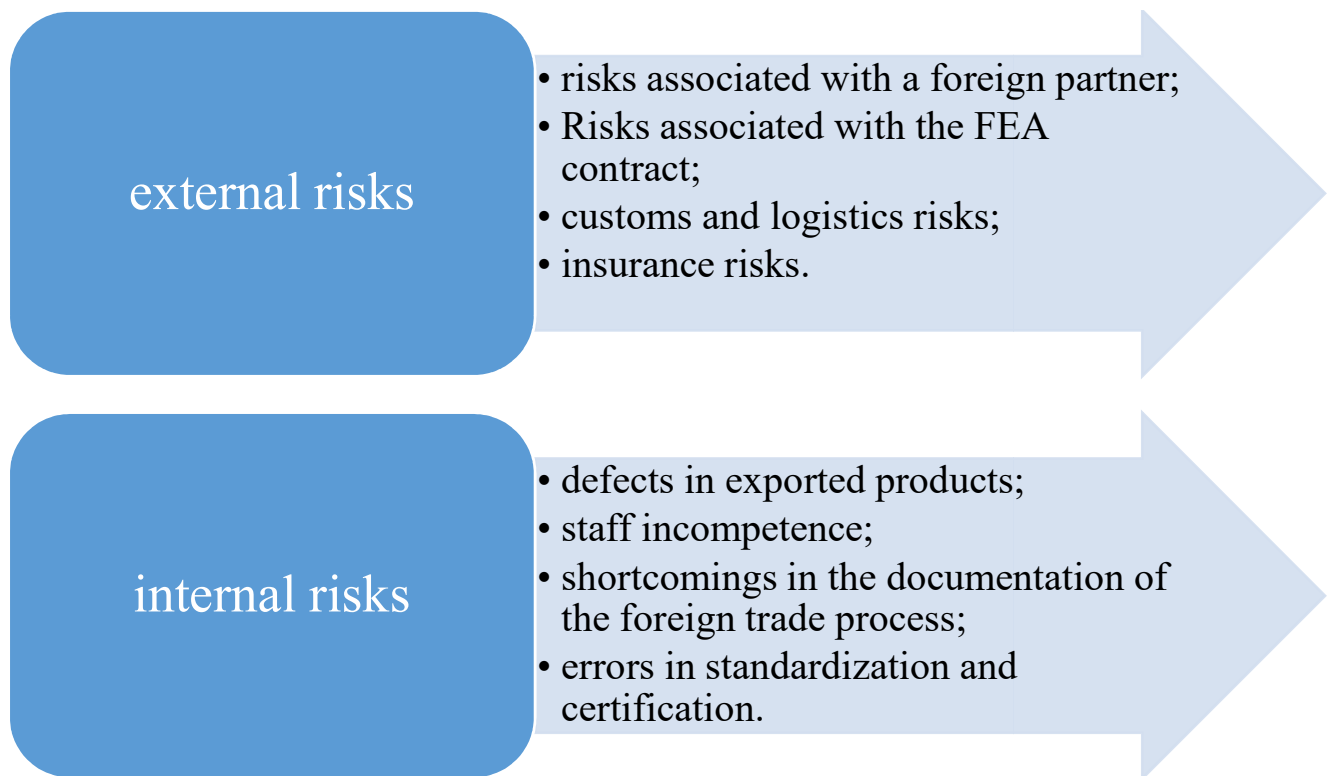 external risks
• risks associated with a foreign partner;
• Risks associated with the FEA
contract;
• customs and logistics risks;
• insurance risks.
internal risks
• defects in exported products;
• staff incompetence;
• shortcomings in the documentation of
the foreign trade process;
• errors in standardization and
certification.